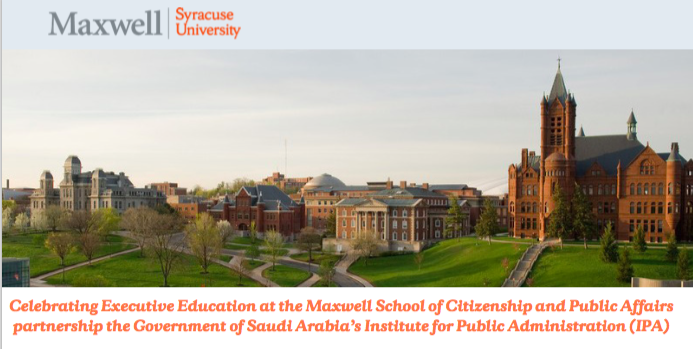 Maxwell
Syracuse
University
Celebrating Executive Education at the Maxwell School of Citizenship and Public Affairs
partnership the Government of Saudi Arabia's Institute for Public Administration (IPA)